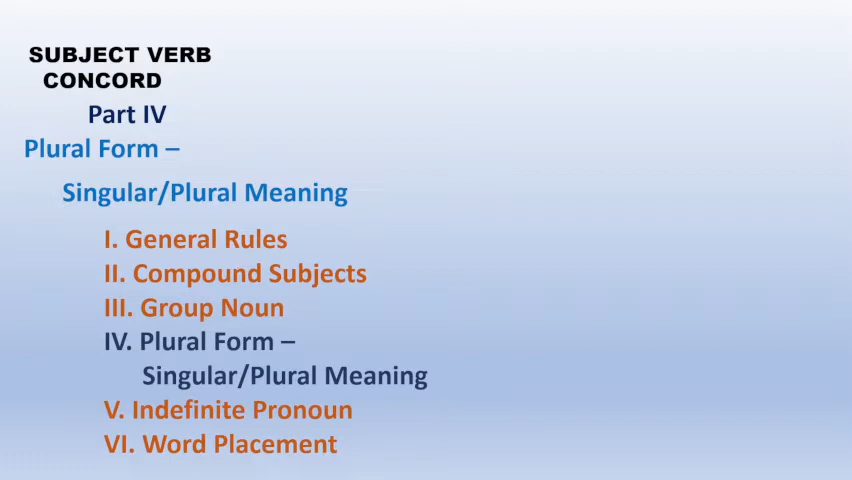 SUBJECT VERB
CONCORD
Part IV
Plural Form –
Singular/Plural Meaning
I. General Rules
II. Compound Subjects
III. Group Noun
IV. Plural Form –
Singular/Plural Meaning
V. Indefinite Pronoun
VI. Word Placement